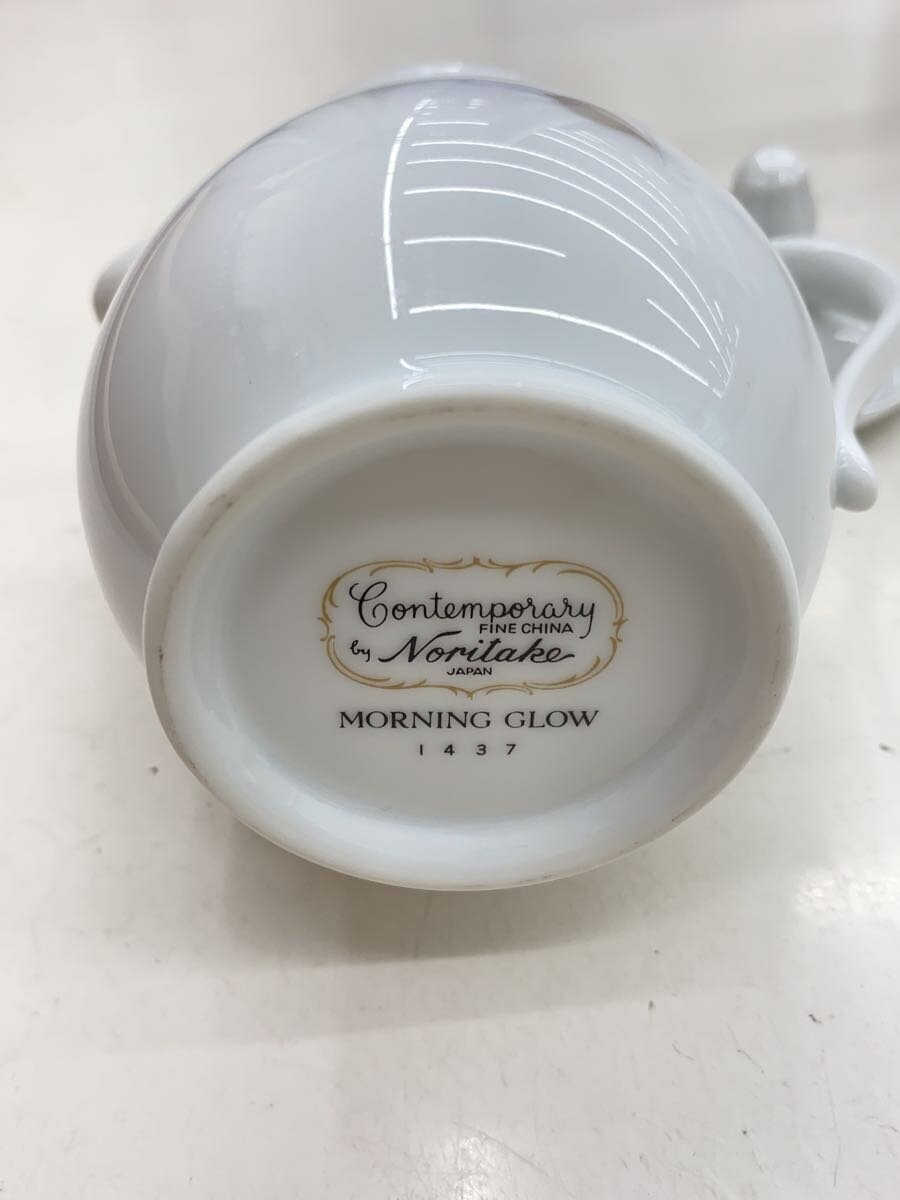 Contemporary
FINE CHINA
by Noritake
JAPAN
MORNING GLOW
1437